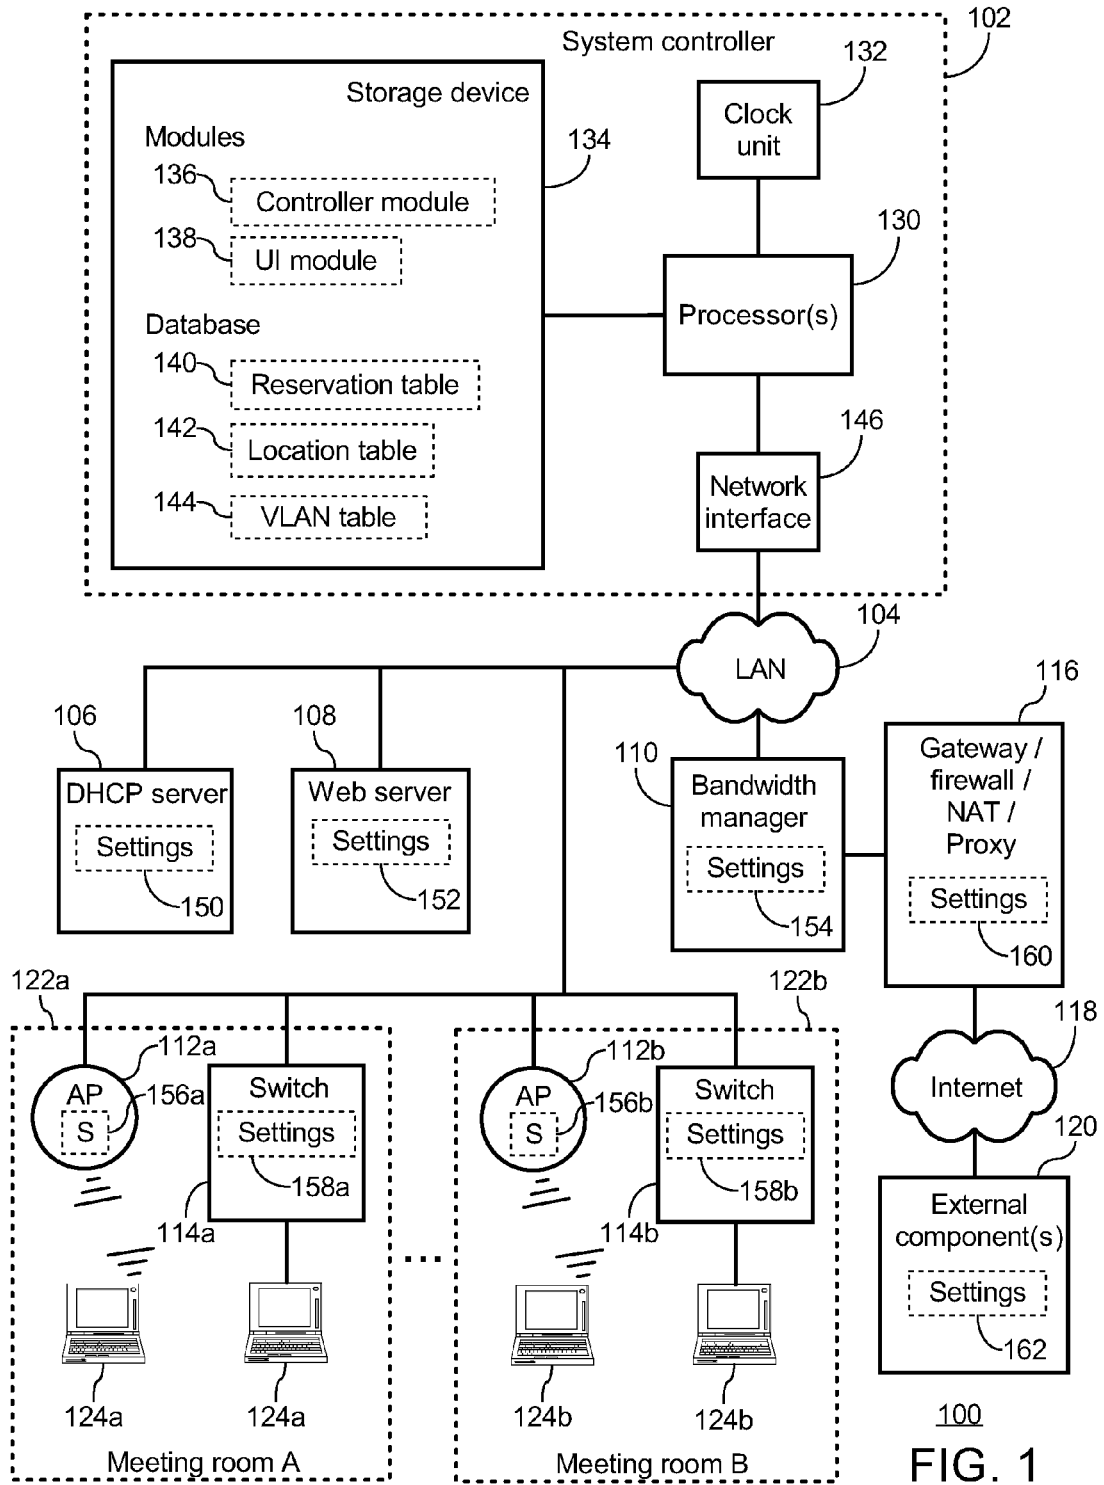 102
System controller
132
Storage device
Clock
unit
Modules
134
136
Controller module
138
UI module
130
Processor(s)
Database
140
Reservation table
142
Location table
144
VLAN table
146
Network
interface
104
LAN
116
106
108
110
DHCP server
Settings
150
Web server
Settings
152
Bandwidth
manager
Settings
154
Gateway /
firewall /
NAT /
Proxy
Settings
160
122a
122b
118
112a
AP
156a
S
Switch
Settings
158a
114a
112b
AP
156b
S
Switch
Settings
158b
114b
Internet
120
External
component(s)
Settings
162
...
124a
124a
124b
124b
Meeting room A
Meeting room B
100
FIG. 1